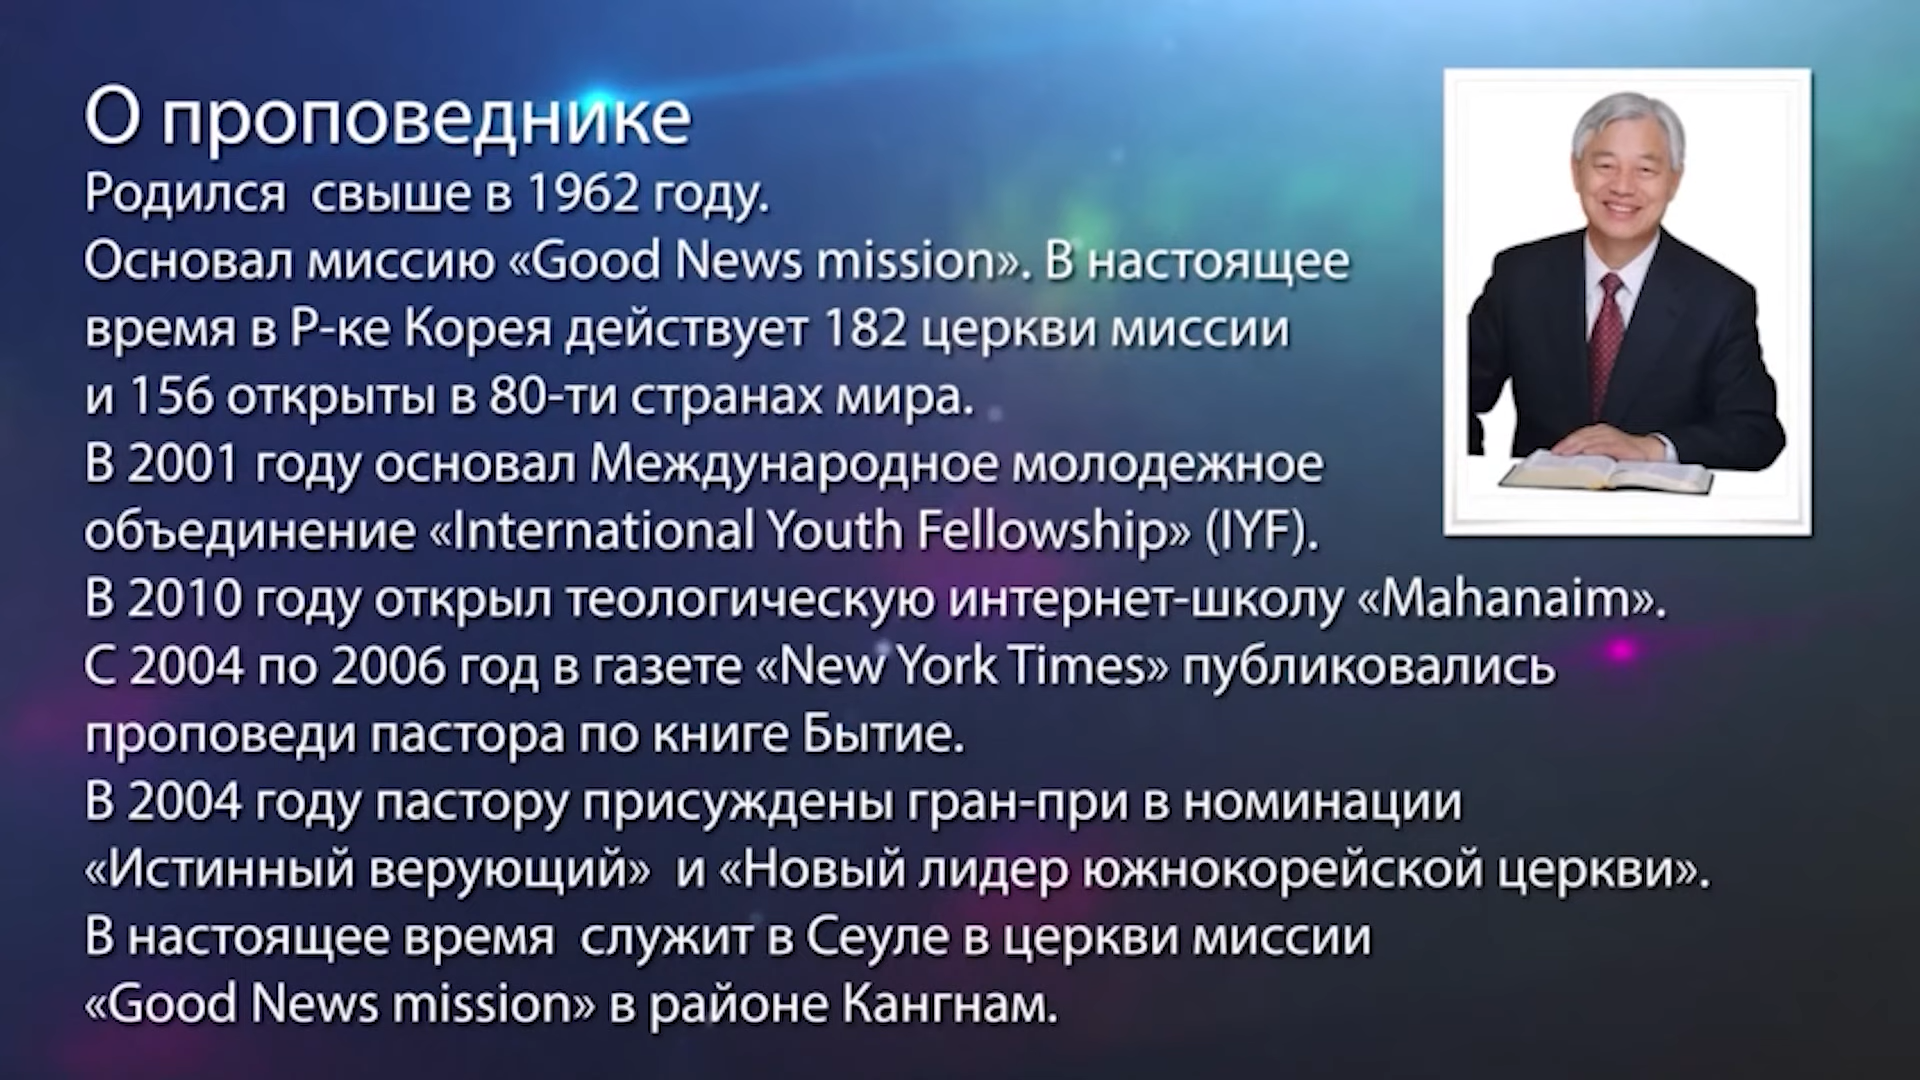 О проповеднике
Родился свыше в 1962 году.
Основал миссию «Good News mission». В настоящее
время в Р-ке Корея действует 182 церкви миссии
и 156 открыты в 80-ти странах мира.
В 2001 году основал Международное молодежное
объединение «International Youth Fellowship» (IYF).
В 2010 году открыл теологическую интернет-школу «Mahanaim».
С 2004 по 2006 год в газете «New York Times» публиковались
проповеди пастора по книге Бытие.
В 2004 году пастору присуждены гран-при в номинации
«Истинный верующий» и «Новый лидер южнокорейской церкви».
В настоящее время служит в Сеуле в церкви миссии
«Good News mission» в районе Кангнам.